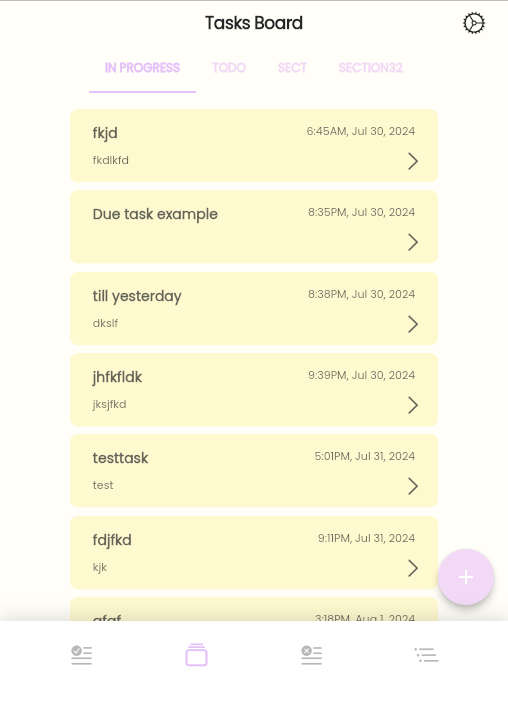 Tasks Board
IN PROGRESS TODO SECT SECTION32
fkjd 6:45AM, Jul 30, 2024
fkdlkfd
Due task example 8:35PM, Jul 30, 2024
till yesterday 8:38PM, Jul 30, 2024
dkslf
jhfkfldk 9:39PM, Jul 30, 2024
jksjfkd
testtask 5:01PM, Jul 31, 2024
test
fdjfkd 9:11PM, Jul 31, 2024
kjk
3:18PM, Aug 1, 2024